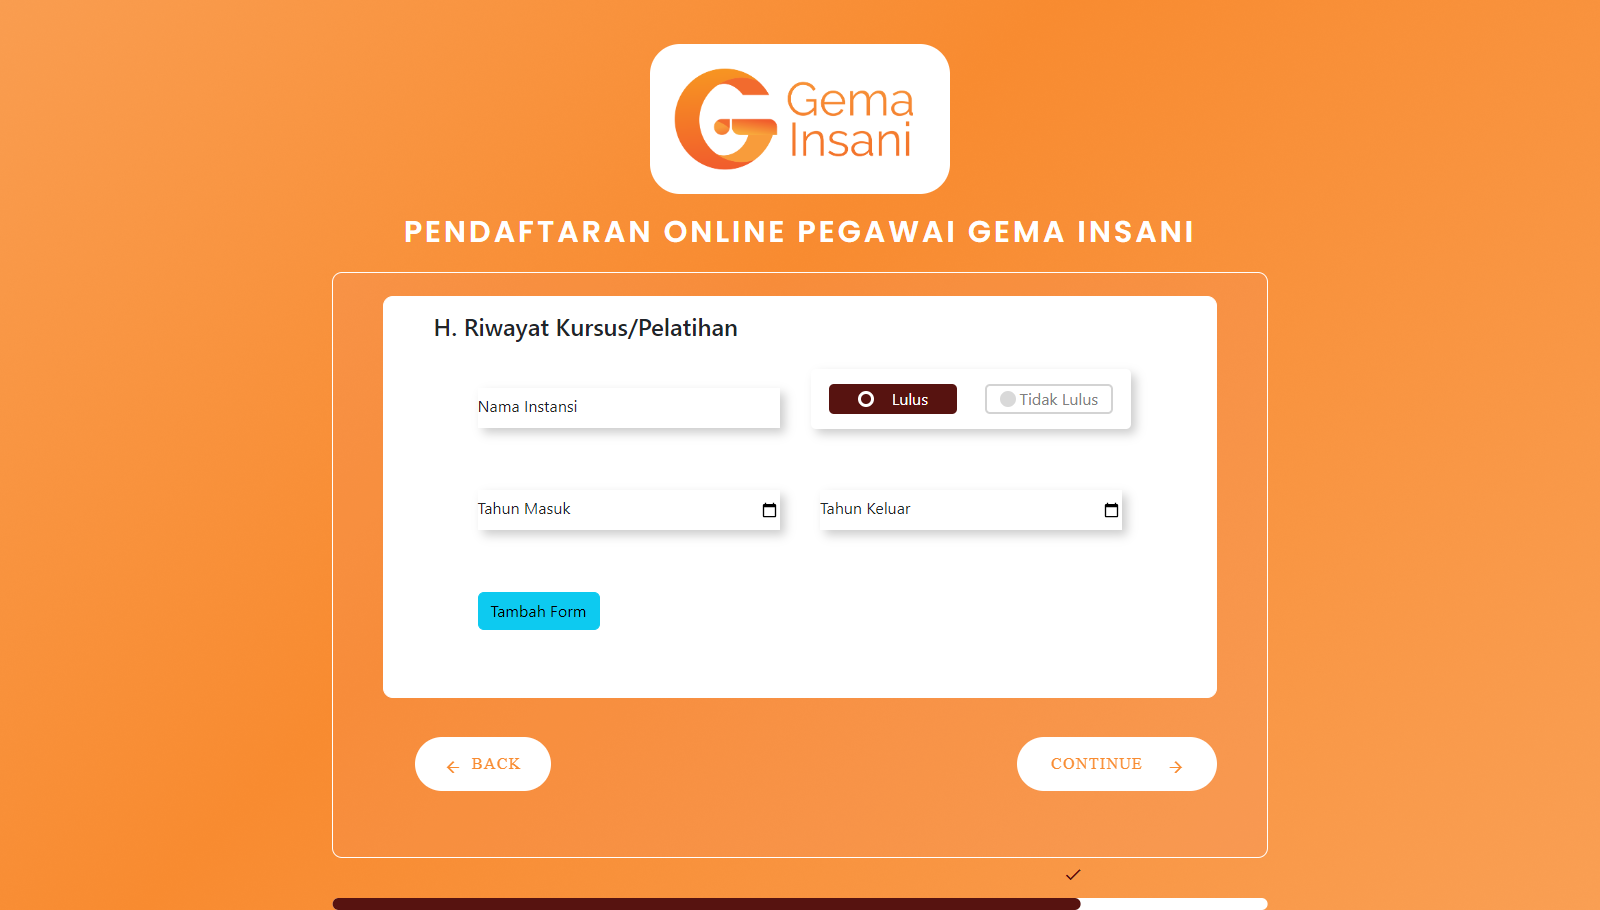 Gema
Insani
PENDAFTARAN ONLINE PEGAWAI GEMA INSANI
H. Riwayat Kursus/Pelatihan
Nama Instansi
Lulus
Tidak Lulus
Tahun Masuk
Tahun Keluar
Tambah Form
BACK
CONTINUE